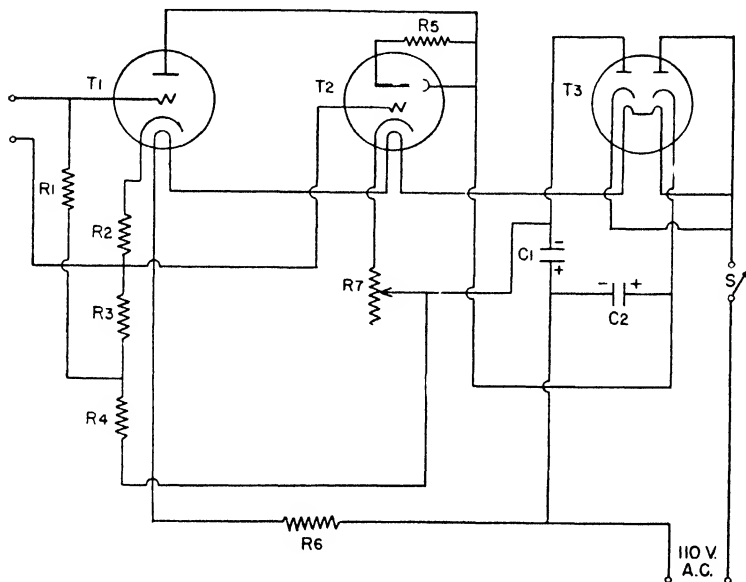 R5
T1
T2
T3
R1
R2
R3
R4
R7
C1
-
+
-
+
C2
S
R6
110 V.
A.C.